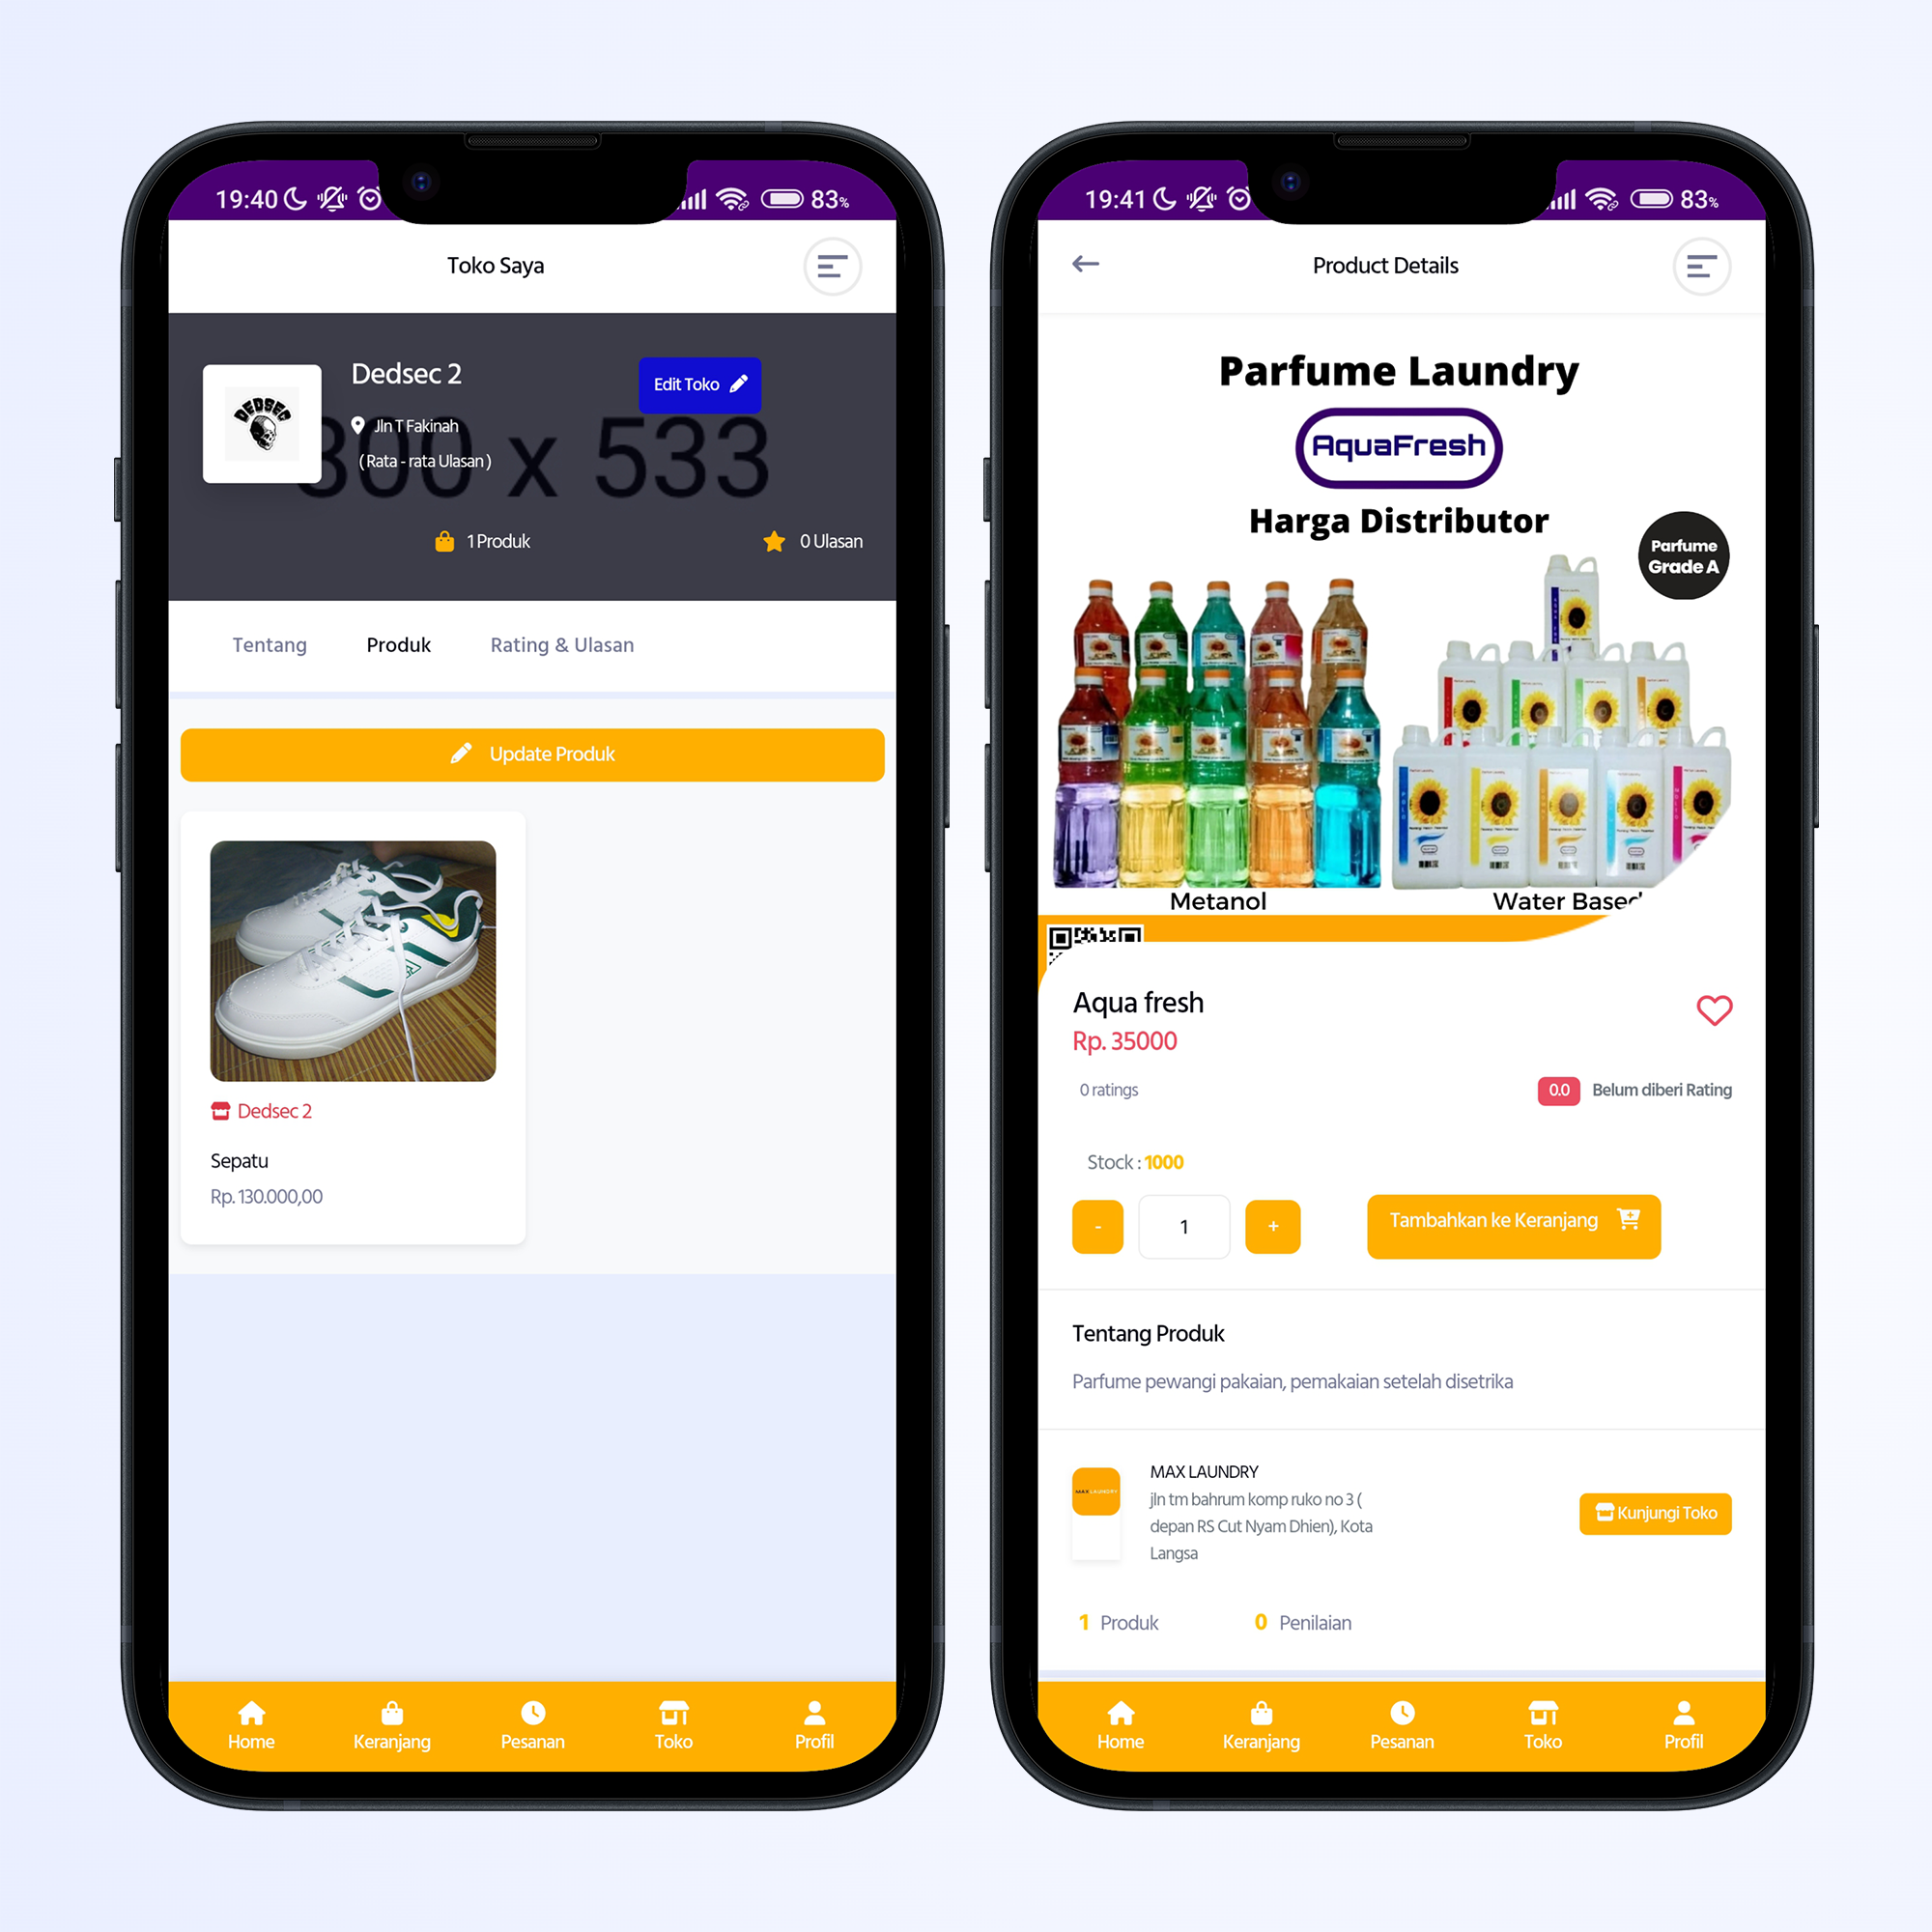 19:40
83%
Toko Saya
DEDSEC
Dedsec 2
Edit Toko
Jln T Fakinah
( Rata - rata Ulasan )
300 x 533
1 Produk
0 Ulasan
Tentang
Produk
Rating & Ulasan
Update Produk
Dedsec 2
Sepatu
Rp. 130.000,00
Home
Keranjang
Pesanan
Toko
Profil
19:41
83%
Product Details
Parfume Laundry
AquaFresh
Harga Distributor
Parfume
Grade A
Metanol
Water Based
Aqua fresh
Rp. 35000
0 ratings
0.0
Belum diberi Rating
Stock : 1000
-
1
+
Tambahkan ke Keranjang
Tentang Produk
Parfume pewangi pakaian, pemakaian setelah disetrika
MAX LAUNDRY
MAX LAUNDRY
jln tm bahrum komp ruko no 3 (
depan RS Cut Nyam Dhien), Kota
Langsa
Kunjungi Toko
1 Produk
0 Penilaian
Home
Keranjang
Pesanan
Toko
Profil